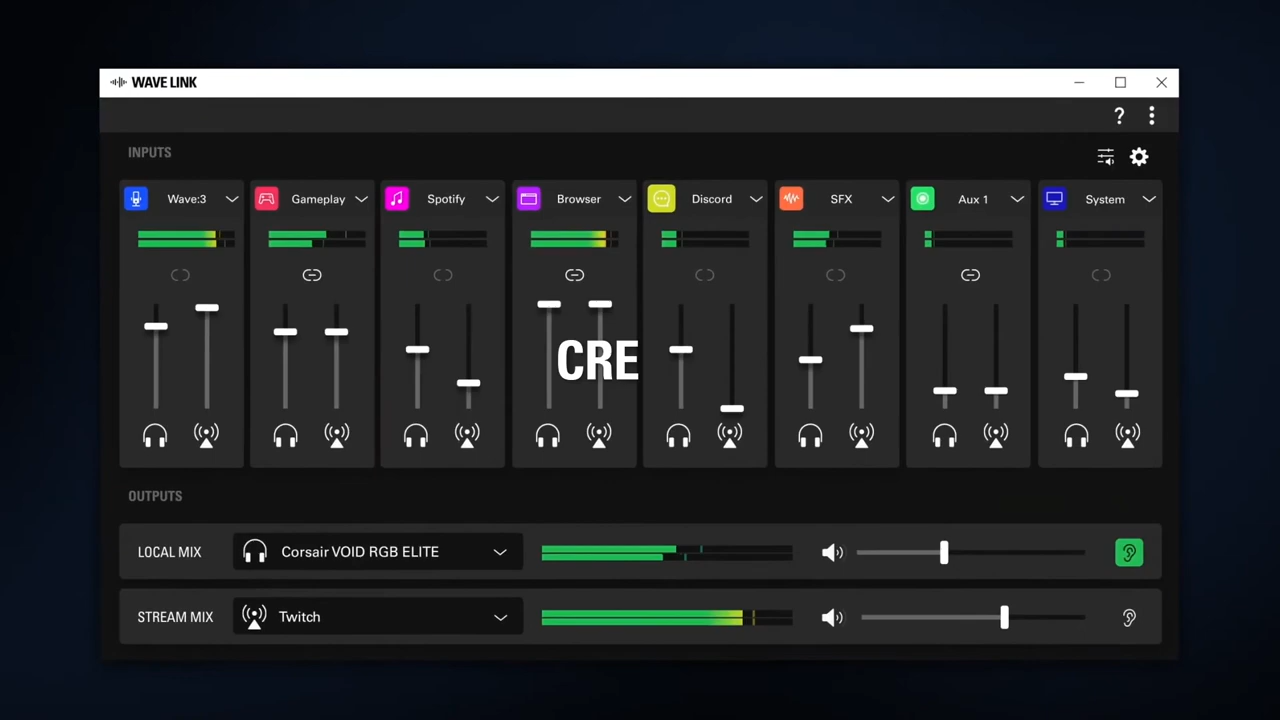 WAVE LINK
?
INPUTS
Wave:3
Gameplay
Spotify
Browser
Discord
SFX
Aux 1
System
CRE
OUTPUTS
LOCAL MIX
Corsair VOID RGB ELITE
STREAM MIX
Twitch